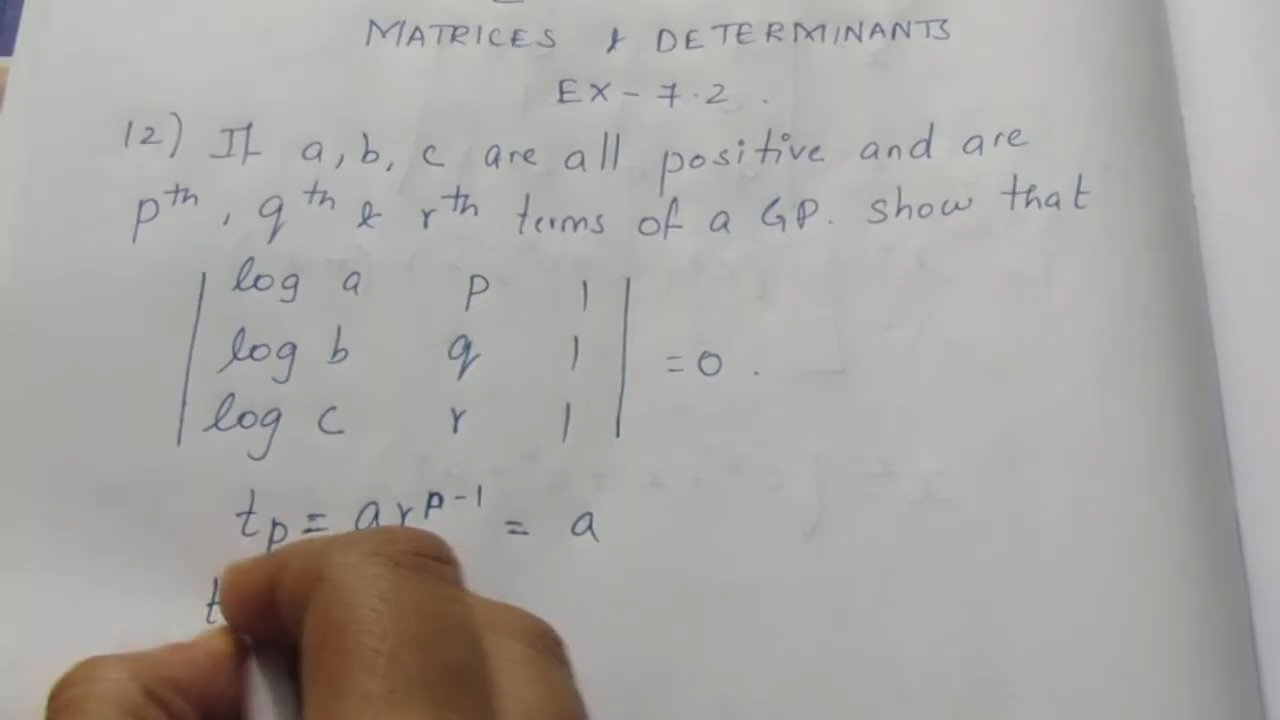 MATRICES & DETERMINANTS
EX - 7.2.
12) If a, b, c are all positive and are
pth, qth & rth terms of a GP. show that
| log a p 1 |
| log b q 1 | = 0.
| log c r 1 |
tp = ar^p-1 = a
t